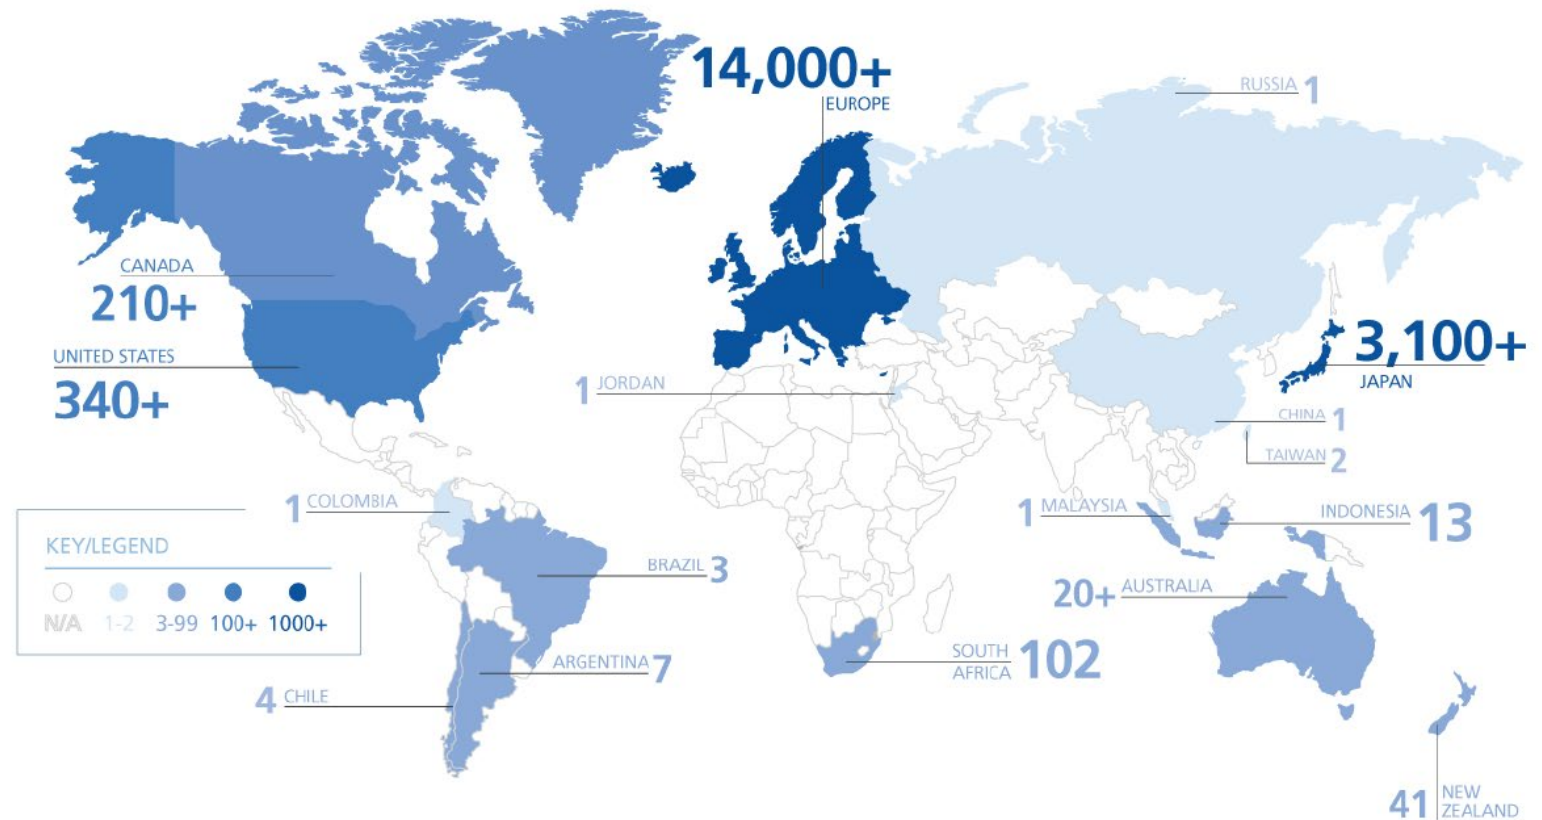 14,000+
EUROPE
RUSSIA 1
CANADA
210+
UNITED STATES
340+
3,100+
JAPAN
1 JORDAN
CHINA 1
TAIWAN 2
1 COLOMBIA
1 MALAYSIA
INDONESIA 13
BRAZIL 3
20+ AUSTRALIA
SOUTH
AFRICA 102
ARGENTINA 7
4 CHILE
41 NEW
ZEALAND
KEY/LEGEND
N/A 1-2 3-99 100+ 1000+